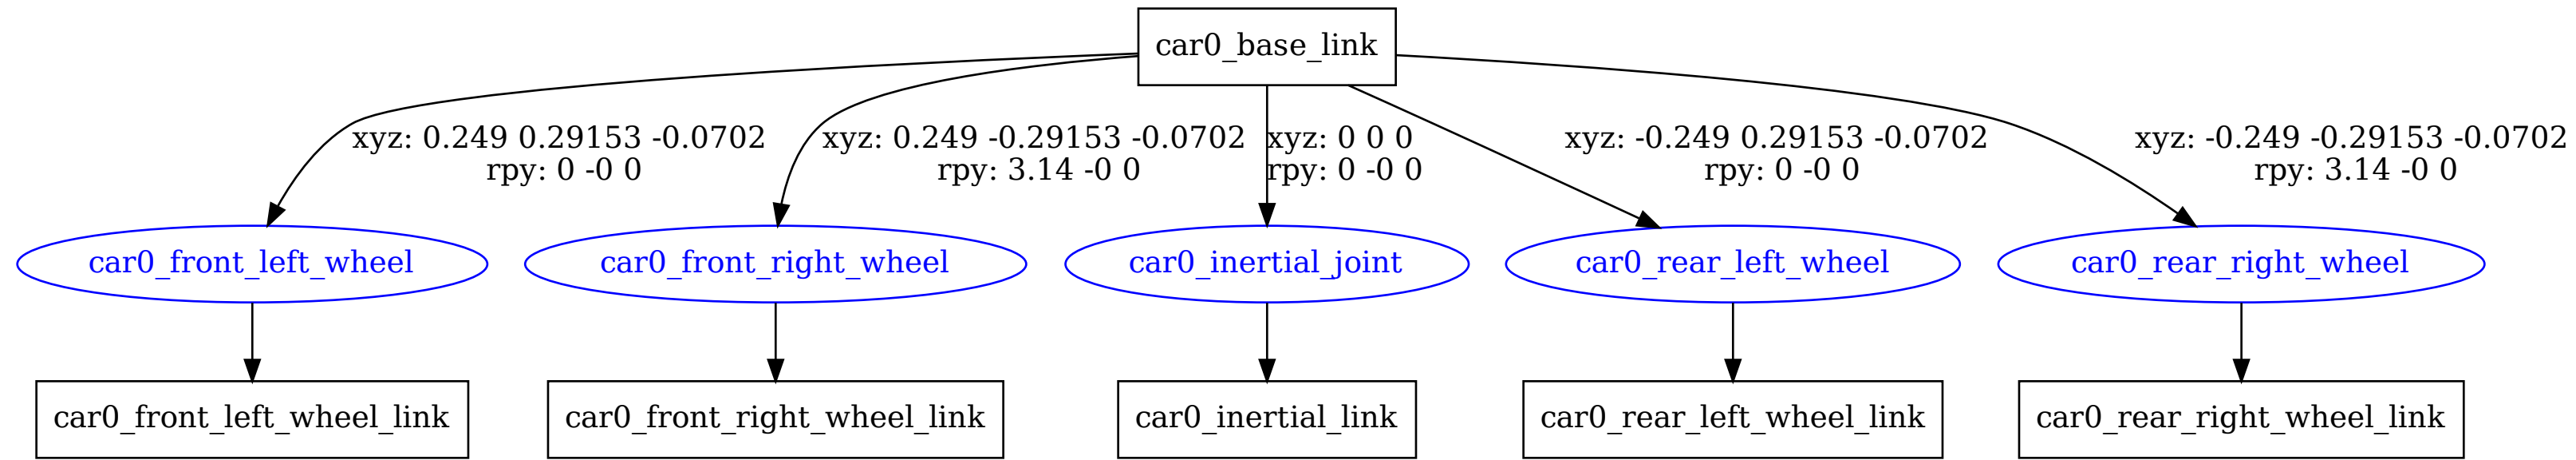 car0_base_link
xyz: 0.249 0.29153 -0.0702
rpy: 0 -0 0
xyz: 0.249 -0.29153 -0.0702
rpy: 3.14 -0 0
xyz: 0 0 0
rpy: 0 -0 0
xyz: -0.249 0.29153 -0.0702
rpy: 0 -0 0
xyz: -0.249 -0.29153 -0.0702
rpy: 3.14 -0 0
car0_front_left_wheel
car0_front_right_wheel
car0_inertial_joint
car0_rear_left_wheel
car0_rear_right_wheel
car0_front_left_wheel_link
car0_front_right_wheel_link
car0_inertial_link
car0_rear_left_wheel_link
car0_rear_right_wheel_link